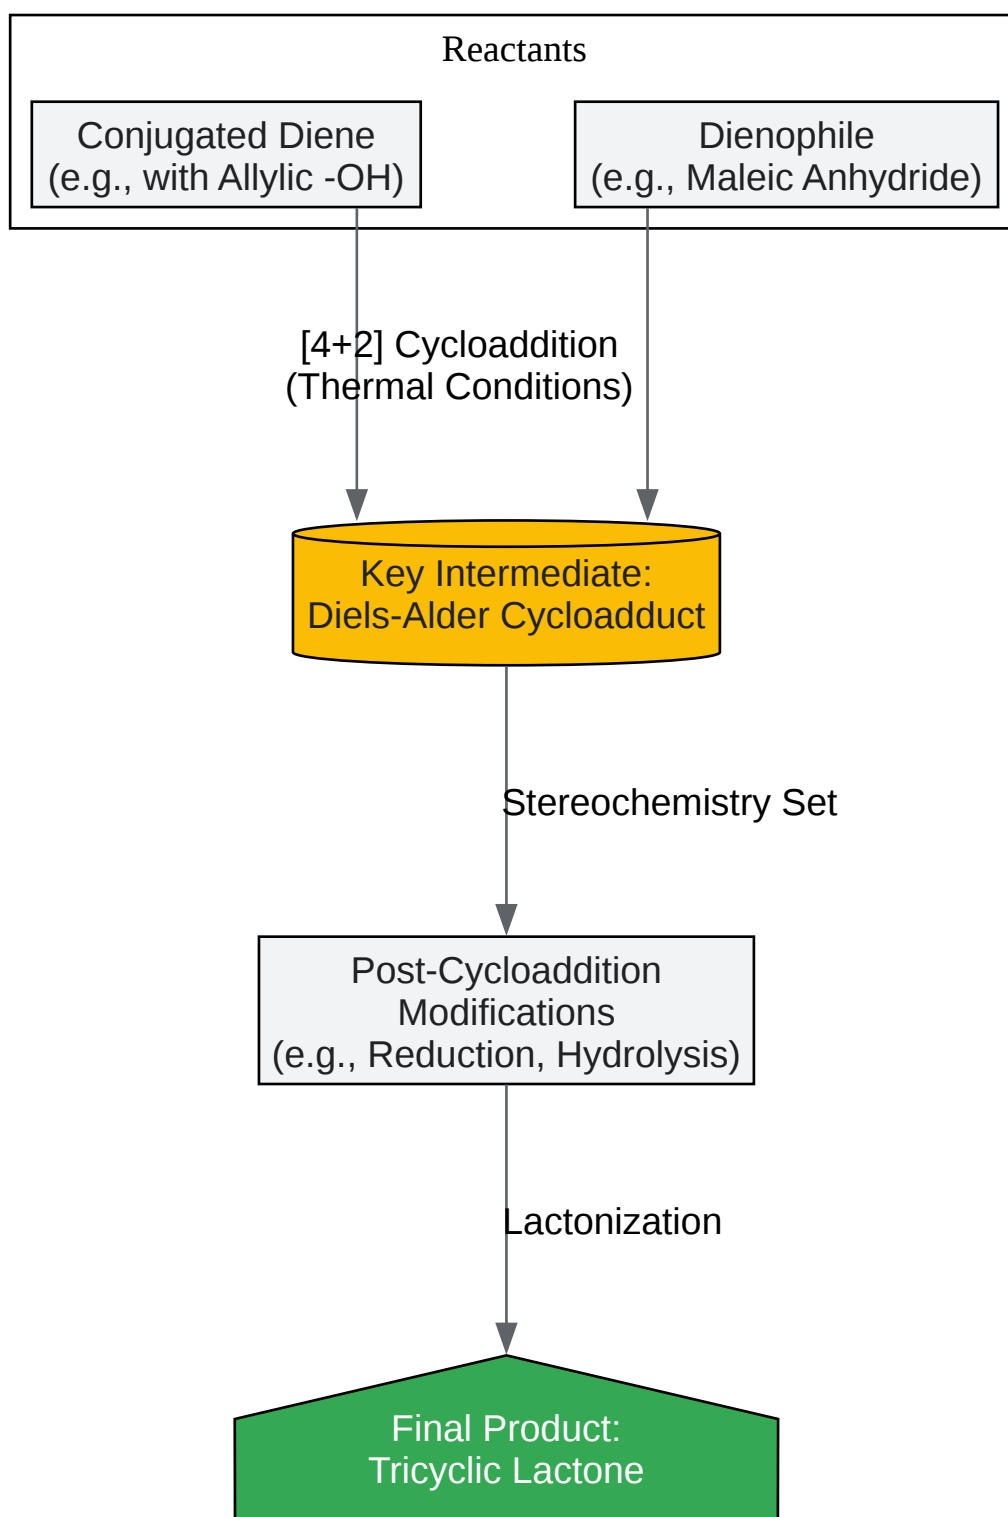 Reactants
Conjugated Diene
(e.g., with Allylic -OH)
Dienophile
(e.g., Maleic Anhydride)
[4+2] Cycloaddition
(Thermal Conditions)
Key Intermediate:
Diels-Alder Cycloadduct
Stereochemistry Set
Post-Cycloaddition
Modifications
(e.g., Reduction, Hydrolysis)
Lactonization
Final Product:
Tricyclic Lactone